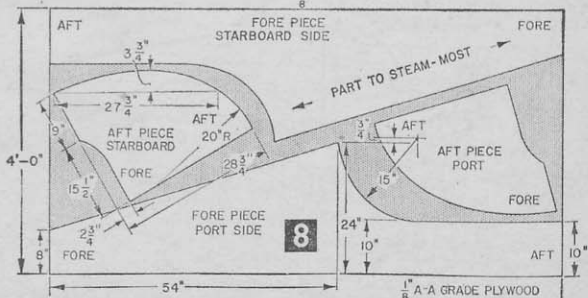 8
FORE PIECE
STARBOARD SIDE
AFT
FORE
PART TO STEAM-MOST
3 3/4"
27 3/4"
20"R.
AFT PIECE
STARBOARD
FORE
9"
15 1/2"
2 3/4"
28 3/4"
4'-0"
8"
FORE
54"
FORE PIECE
PORT SIDE
8
3/4"
AFT
AFT PIECE
PORT
FORE
15"
24"
10"
10"
AFT
1/8" A-A GRADE PLYWOOD